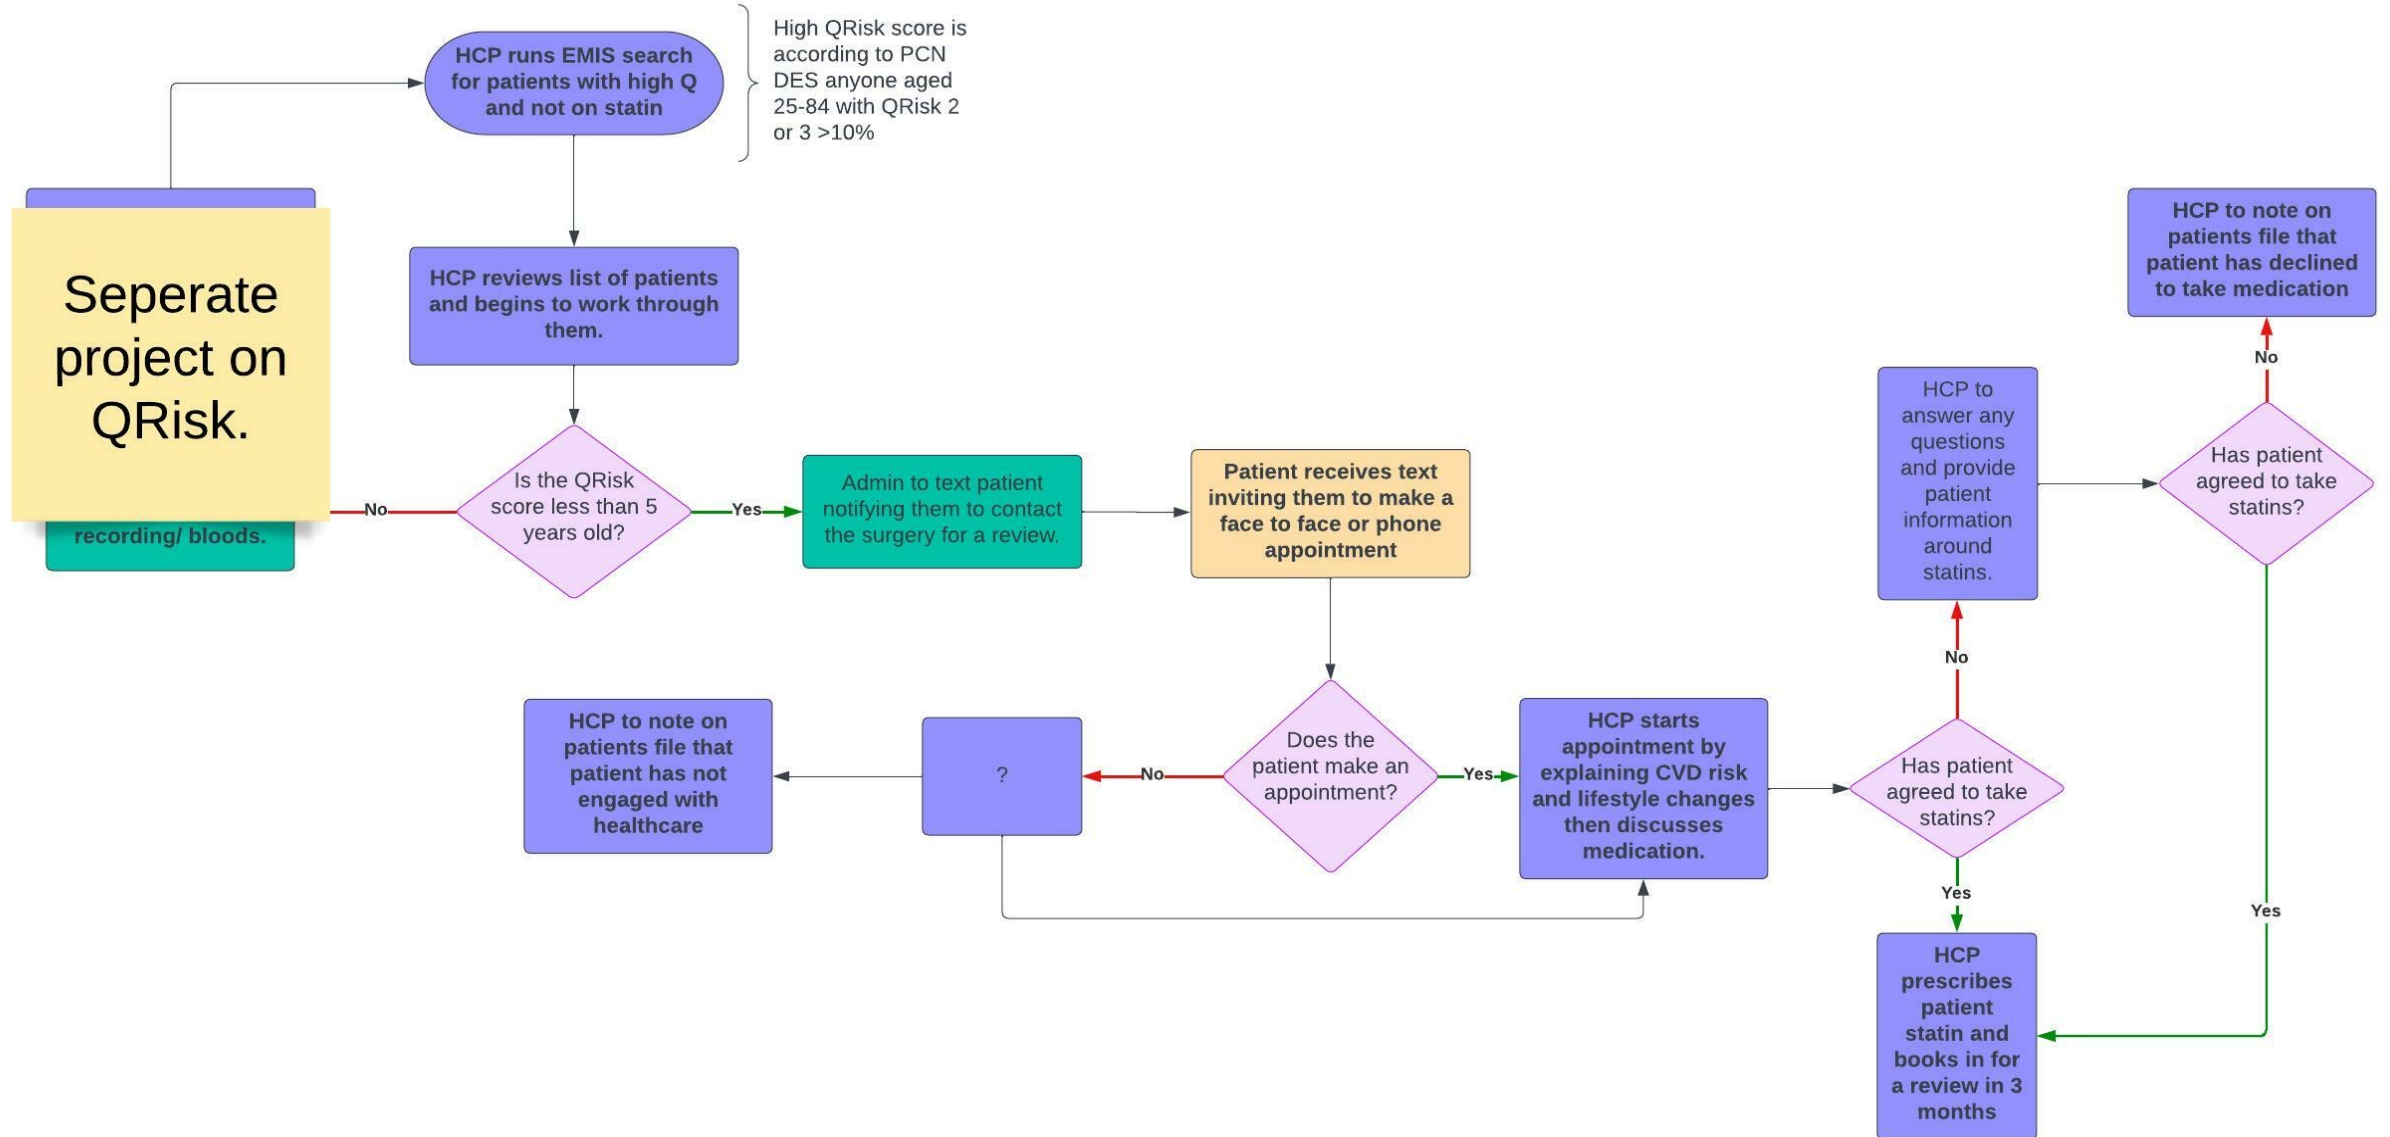 HCP runs EMIS search
for patients with high Q
and not on statin
High QRisk score is
according to PCN
DES anyone aged
25-84 with QRisk 2
or 3 >10%
Seperate
project on
QRisk.
recording/ bloods.
HCP reviews list of patients
and begins to work through
them.
No
Is the QRisk
score less than 5
years old?
Yes
Admin to text patient
notifying them to contact
the surgery for a review.
Patient receives text
inviting them to make a
face to face or phone
appointment
Does the
patient make an
appointment?
No
?
HCP to note on
patients file that
patient has not
engaged with
healthcare
Yes
HCP starts
appointment by
explaining CVD risk
and lifestyle changes
then discusses
medication.
Has patient
agreed to take
statins?
No
HCP to
answer any
questions
and provide
patient
information
around
statins.
Has patient
agreed to take
statins?
No
HCP to note on
patients file that
patient has declined
to take medication
Yes
Yes
HCP
prescribes
patient
statin and
books in for
a review in 3
months